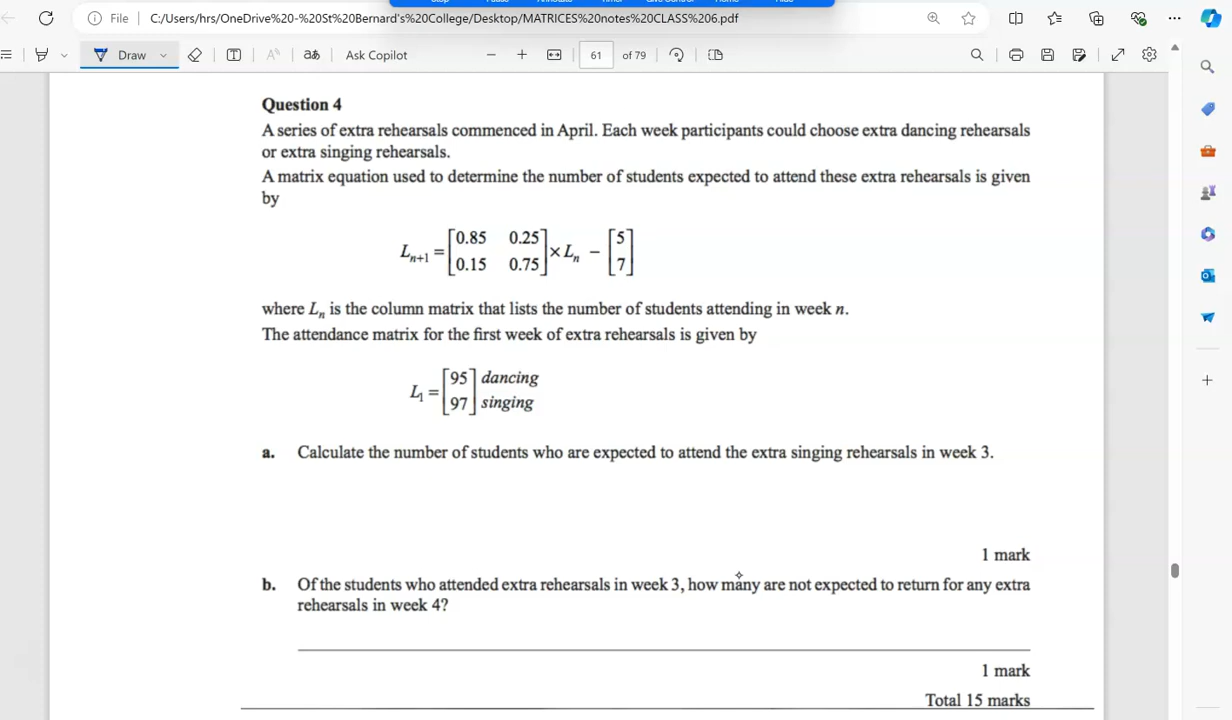 File C:/Users/hrs/OneDrive%20-%20St%20Bernard's%20College/Desktop/MATRICES%20notes%20CLASS%206.pdf
Draw aあ Ask Copilot 61 of 79
Question 4
A series of extra rehearsals commenced in April. Each week participants could choose extra dancing rehearsals
or extra singing rehearsals.
A matrix equation used to determine the number of students expected to attend these extra rehearsals is given
by
Lₙ₊₁ = [0.85 0.25; 0.15 0.75] × Lₙ − [5; 7]
where Lₙ is the column matrix that lists the number of students attending in week n.
The attendance matrix for the first week of extra rehearsals is given by
L₁ = [95; 97] dancing singing
a. Calculate the number of students who are expected to attend the extra singing rehearsals in week 3.
1 mark
b. Of the students who attended extra rehearsals in week 3, how many are not expected to return for any extra
rehearsals in week 4?
1 mark
Total 15 marks